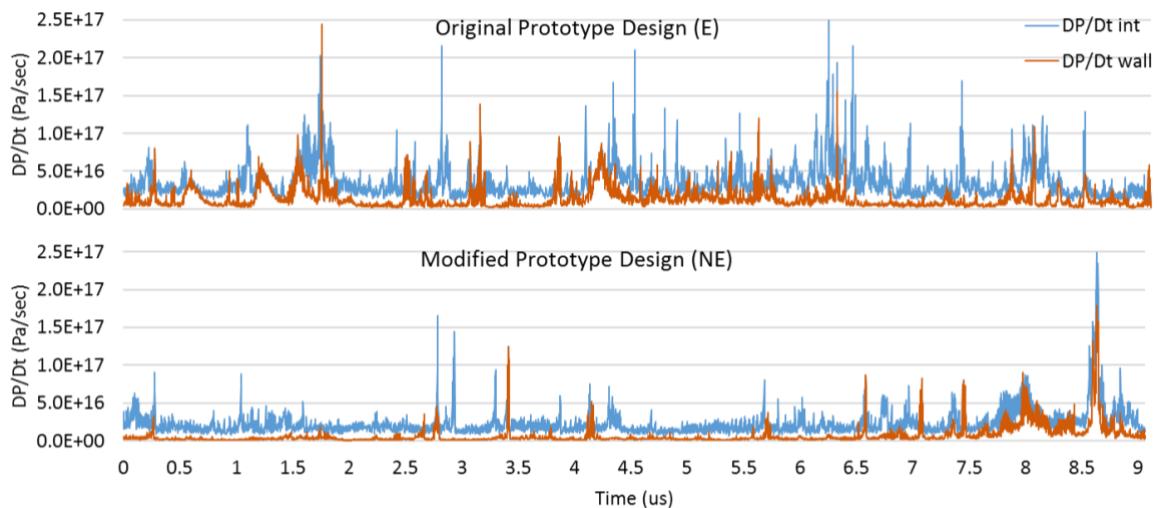 Original Prototype Design (E)
DP/Dt int
DP/Dt wall
DP/Dt (Pa/sec)
2.5E+17
2.0E+17
1.5E+17
1.0E+17
5.0E+16
0.0E+00
Modified Prototype Design (NE)
DP/Dt (Pa/sec)
2.5E+17
2.0E+17
1.5E+17
1.0E+17
5.0E+16
0.0E+00
0 0.5 1 1.5 2 2.5 3 3.5 4 4.5 5 5.5 6 6.5 7 7.5 8 8.5 9
Time (us)